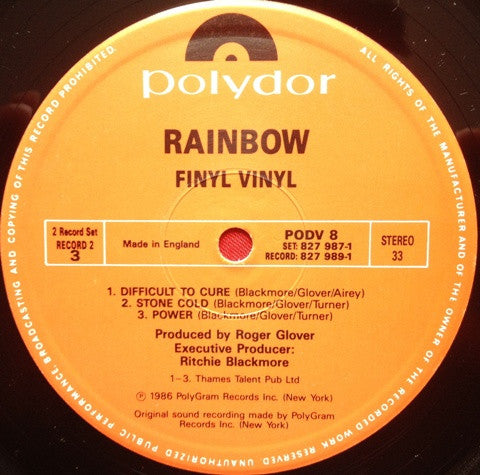 polydor
RAINBOW
FINYL VINYL
2 Record Set
RECORD 2
3
Made in England
PODV 8
SET: 827 987-1
RECORD: 827 989-1
STEREO
33
1. DIFFICULT TO CURE (Blackmore/Glover/Airey)
2. STONE COLD (Blackmore/Glover/Turner)
3. POWER (Blackmore/Glover/Turner)
Produced by Roger Glover
Executive Producer:
Ritchie Blackmore
1-3. Thames Talent Pub Ltd
℗ 1986 PolyGram Records Inc. (New York)
Original sound recording made by PolyGram
Records Inc. (New York)
ALL RIGHTS OF THE MANUFACTURER AND OF THE OWNER OF THE RECORDED WORK RESERVED. UNAUTHORIZED PUBLIC PERFORMANCE, BROADCASTING AND COPYING OF THIS RECORD PROHIBITED.